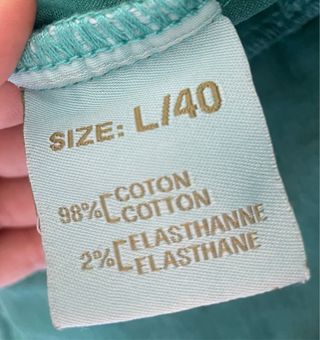 SIZE: L/40
98% COTON
COTTON
2% ELASTHANNE
ELASTHANE